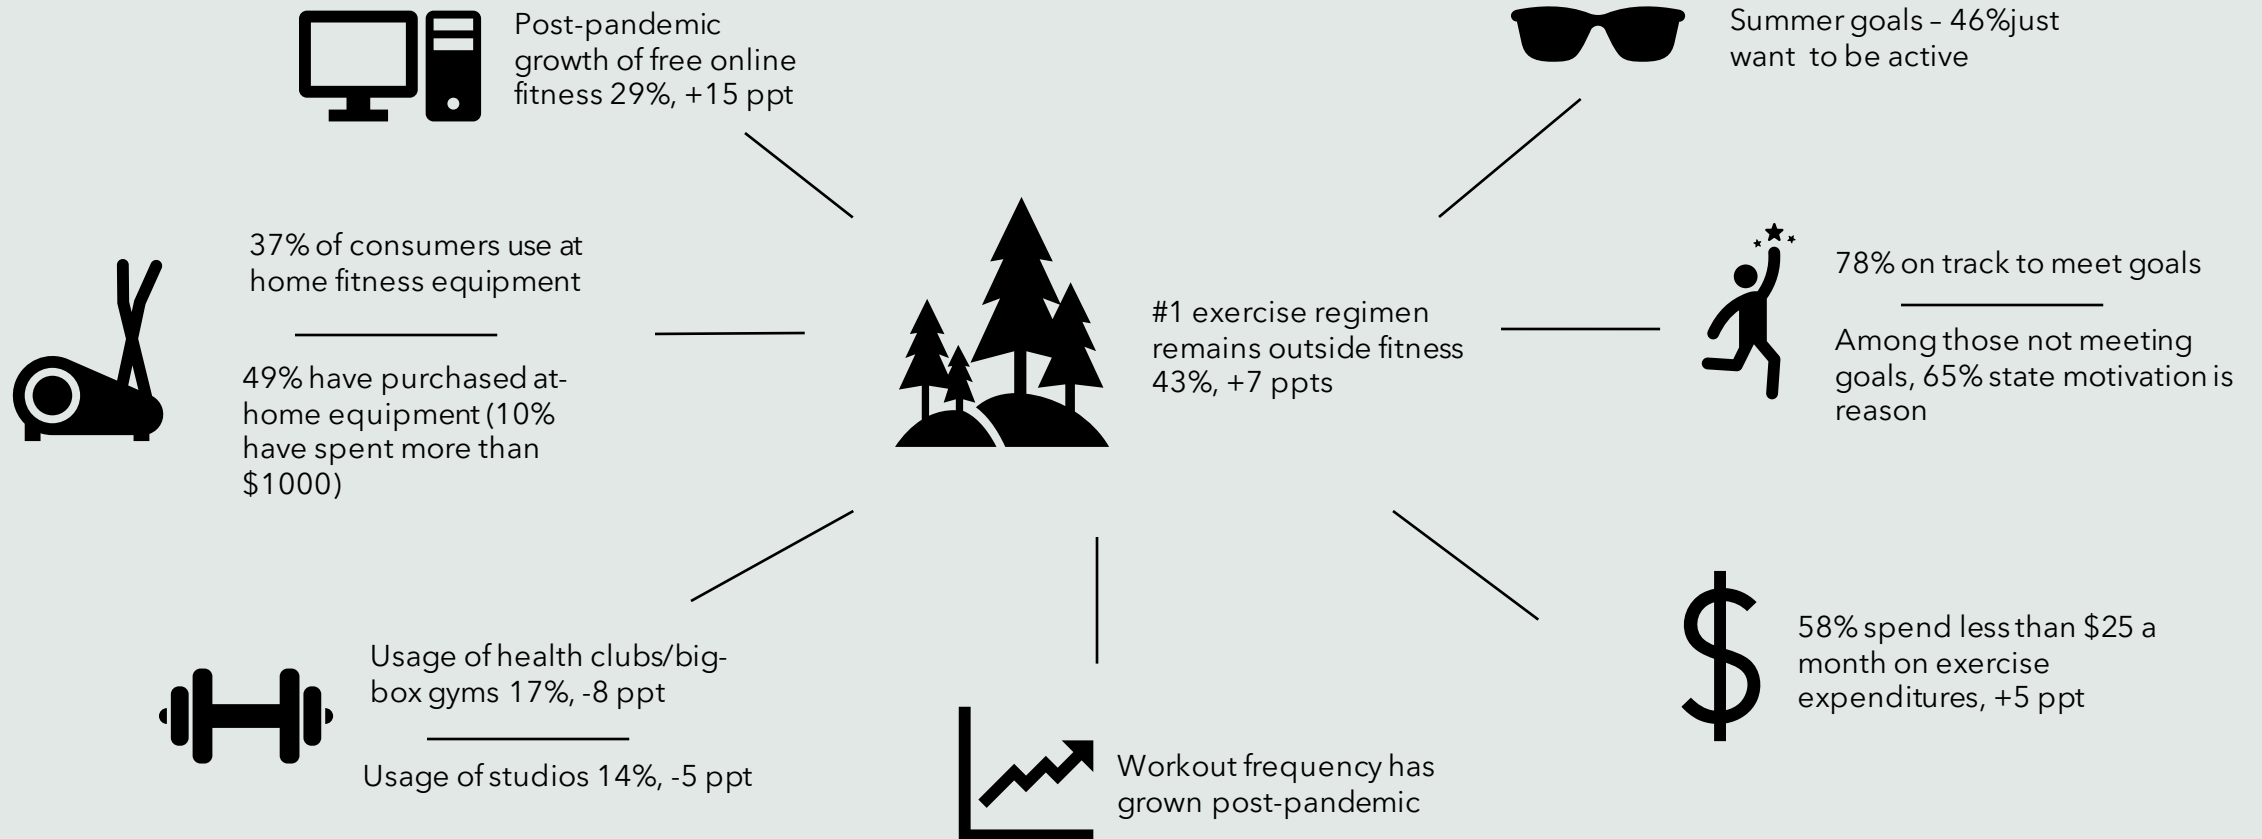 Post-pandemic
growth of free online
fitness 29%, +15 ppt
Summer goals – 46%just
want to be active
37% of consumers use at
home fitness equipment
49% have purchased at-
home equipment (10%
have spent more than
$1000)
#1 exercise regimen
remains outside fitness
43%, +7 ppts
78% on track to meet goals
Among those not meeting
goals, 65% state motivation is
reason
Usage of health clubs/big-
box gyms 17%, -8 ppt
Usage of studios 14%, -5 ppt
Workout frequency has
grown post-pandemic
$
58% spend less than $25 a
month on exercise
expenditures, +5 ppt